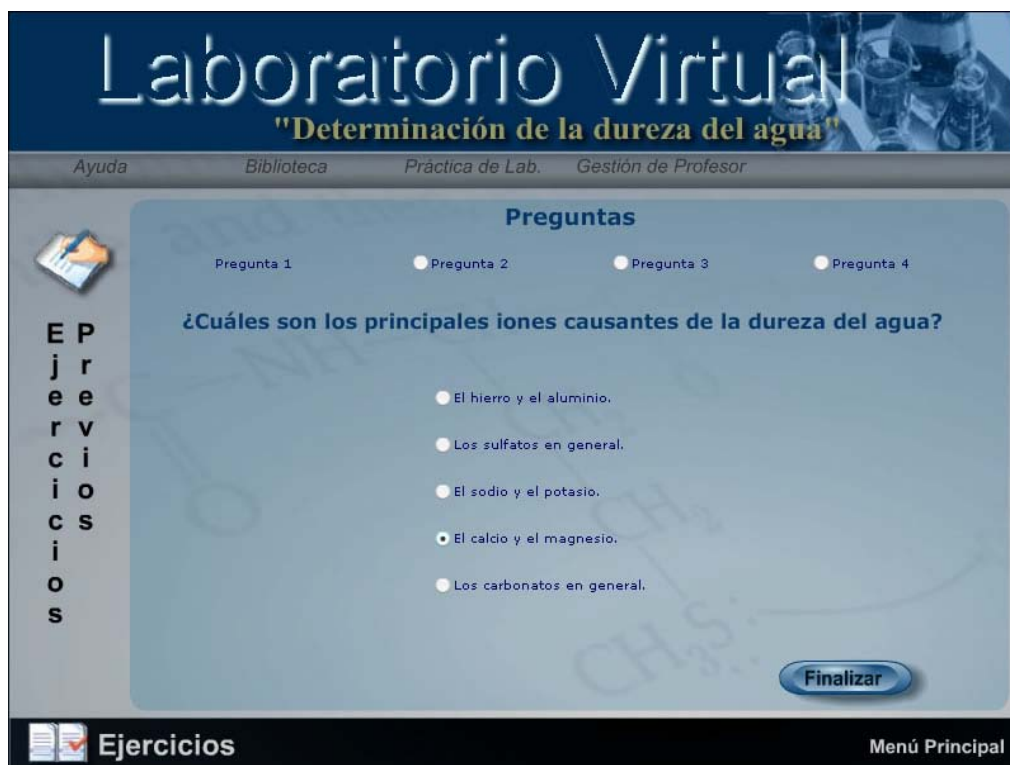 Laboratorio Virtual
"Determinación de la dureza del agua"
Ayuda Biblioteca Práctica de Lab. Gestión de Profesor
Preguntas
Pregunta 1 Pregunta 2 Pregunta 3 Pregunta 4
¿Cuáles son los principales iones causantes de la dureza del agua?
El hierro y el aluminio.
Los sulfatos en general.
El sodio y el potasio.
El calcio y el magnesio.
Los carbonatos en general.
Finalizar
Ejercicios
Previos
Ejercicios
Menú Principal